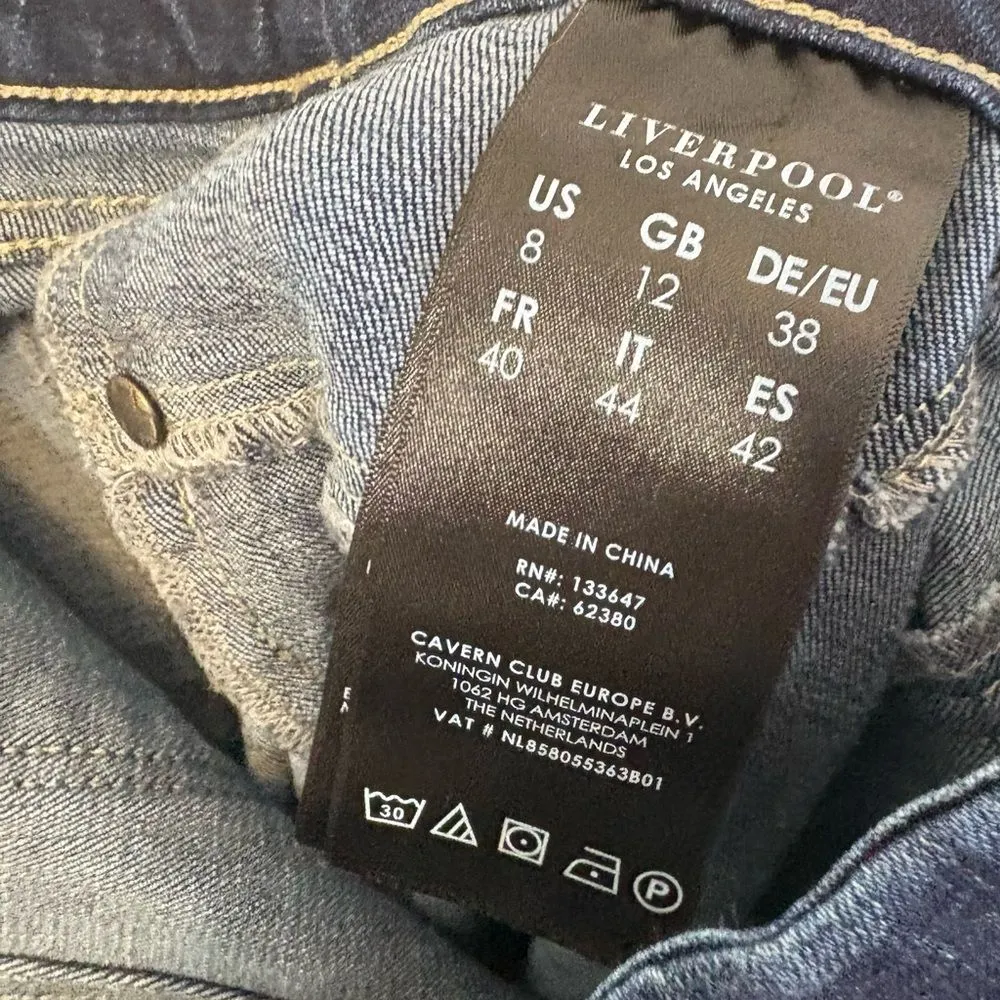 LIVERPOOL®
LOS ANGELES
US GB DE/EU
8 12 38
FR IT ES
40 44 42
MADE IN CHINA
RN#: 133647
CA#: 62380
CAVERN CLUB EUROPE B.V.
KONINGIN WILHELMINAPLEIN 1
1062 HG AMSTERDAM
THE NETHERLANDS
VAT # NL858055363B01
30
P